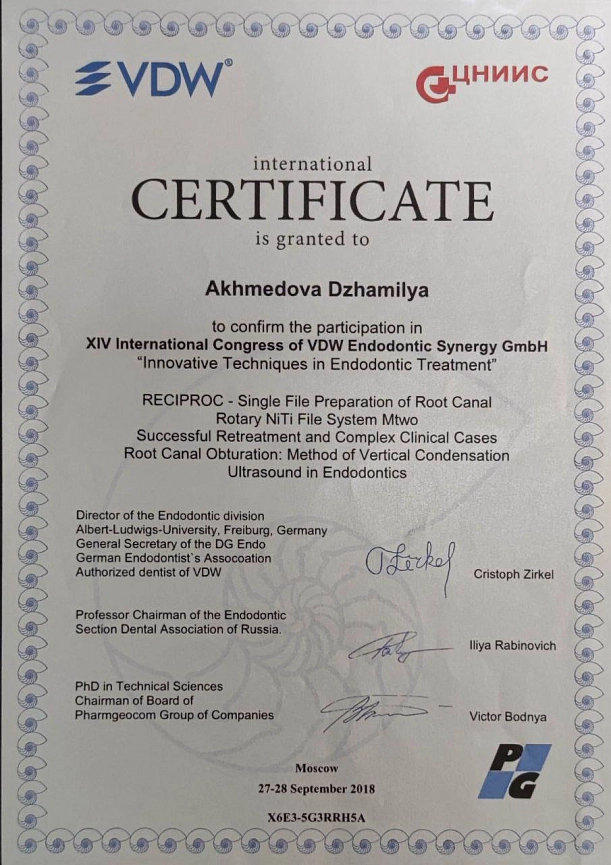 VDW®
ЦНИИС
international
CERTIFICATE
is granted to
Akhmedova Dzhamilya
to confirm the participation in
XIV International Congress of VDW Endodontic Synergy GmbH
“Innovative Techniques in Endodontic Treatment”
RECIPROC - Single File Preparation of Root Canal
Rotary NiTi File System Mtwo
Successful Retreatment and Complex Clinical Cases
Root Canal Obturation: Method of Vertical Condensation
Ultrasound in Endodontics
Director of the Endodontic division
Albert-Ludwigs-University, Freiburg, Germany
General Secretary of the DG Endo
German Endodontist`s Assocoation
Authorized dentist of VDW
Cristoph Zirkel
Professor Chairman of the Endodontic
Section Dental Association of Russia.
Iliya Rabinovich
PhD in Technical Sciences
Chairman of Board of
Pharmgeocom Group of Companies
Victor Bodnya
PG
Moscow
27-28 September 2018
X6E3-5G3RRH5A